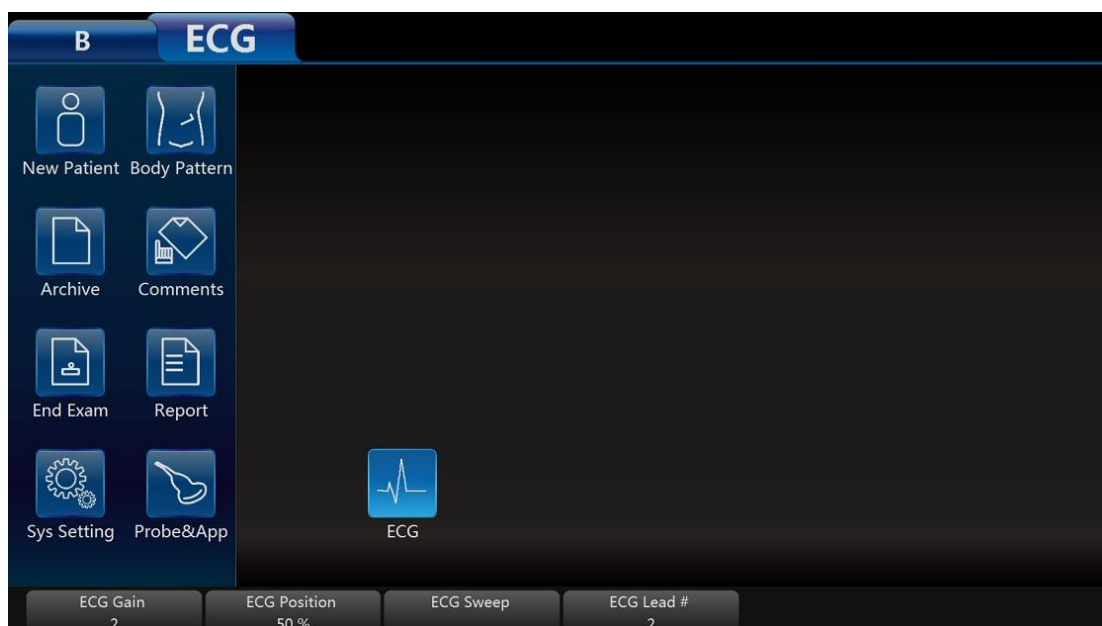 B ECG
New Patient Body Pattern
Archive Comments
End Exam Report
Sys Setting Probe&App
ECG
ECG Gain ECG Position ECG Sweep ECG Lead #
2 50 % 2